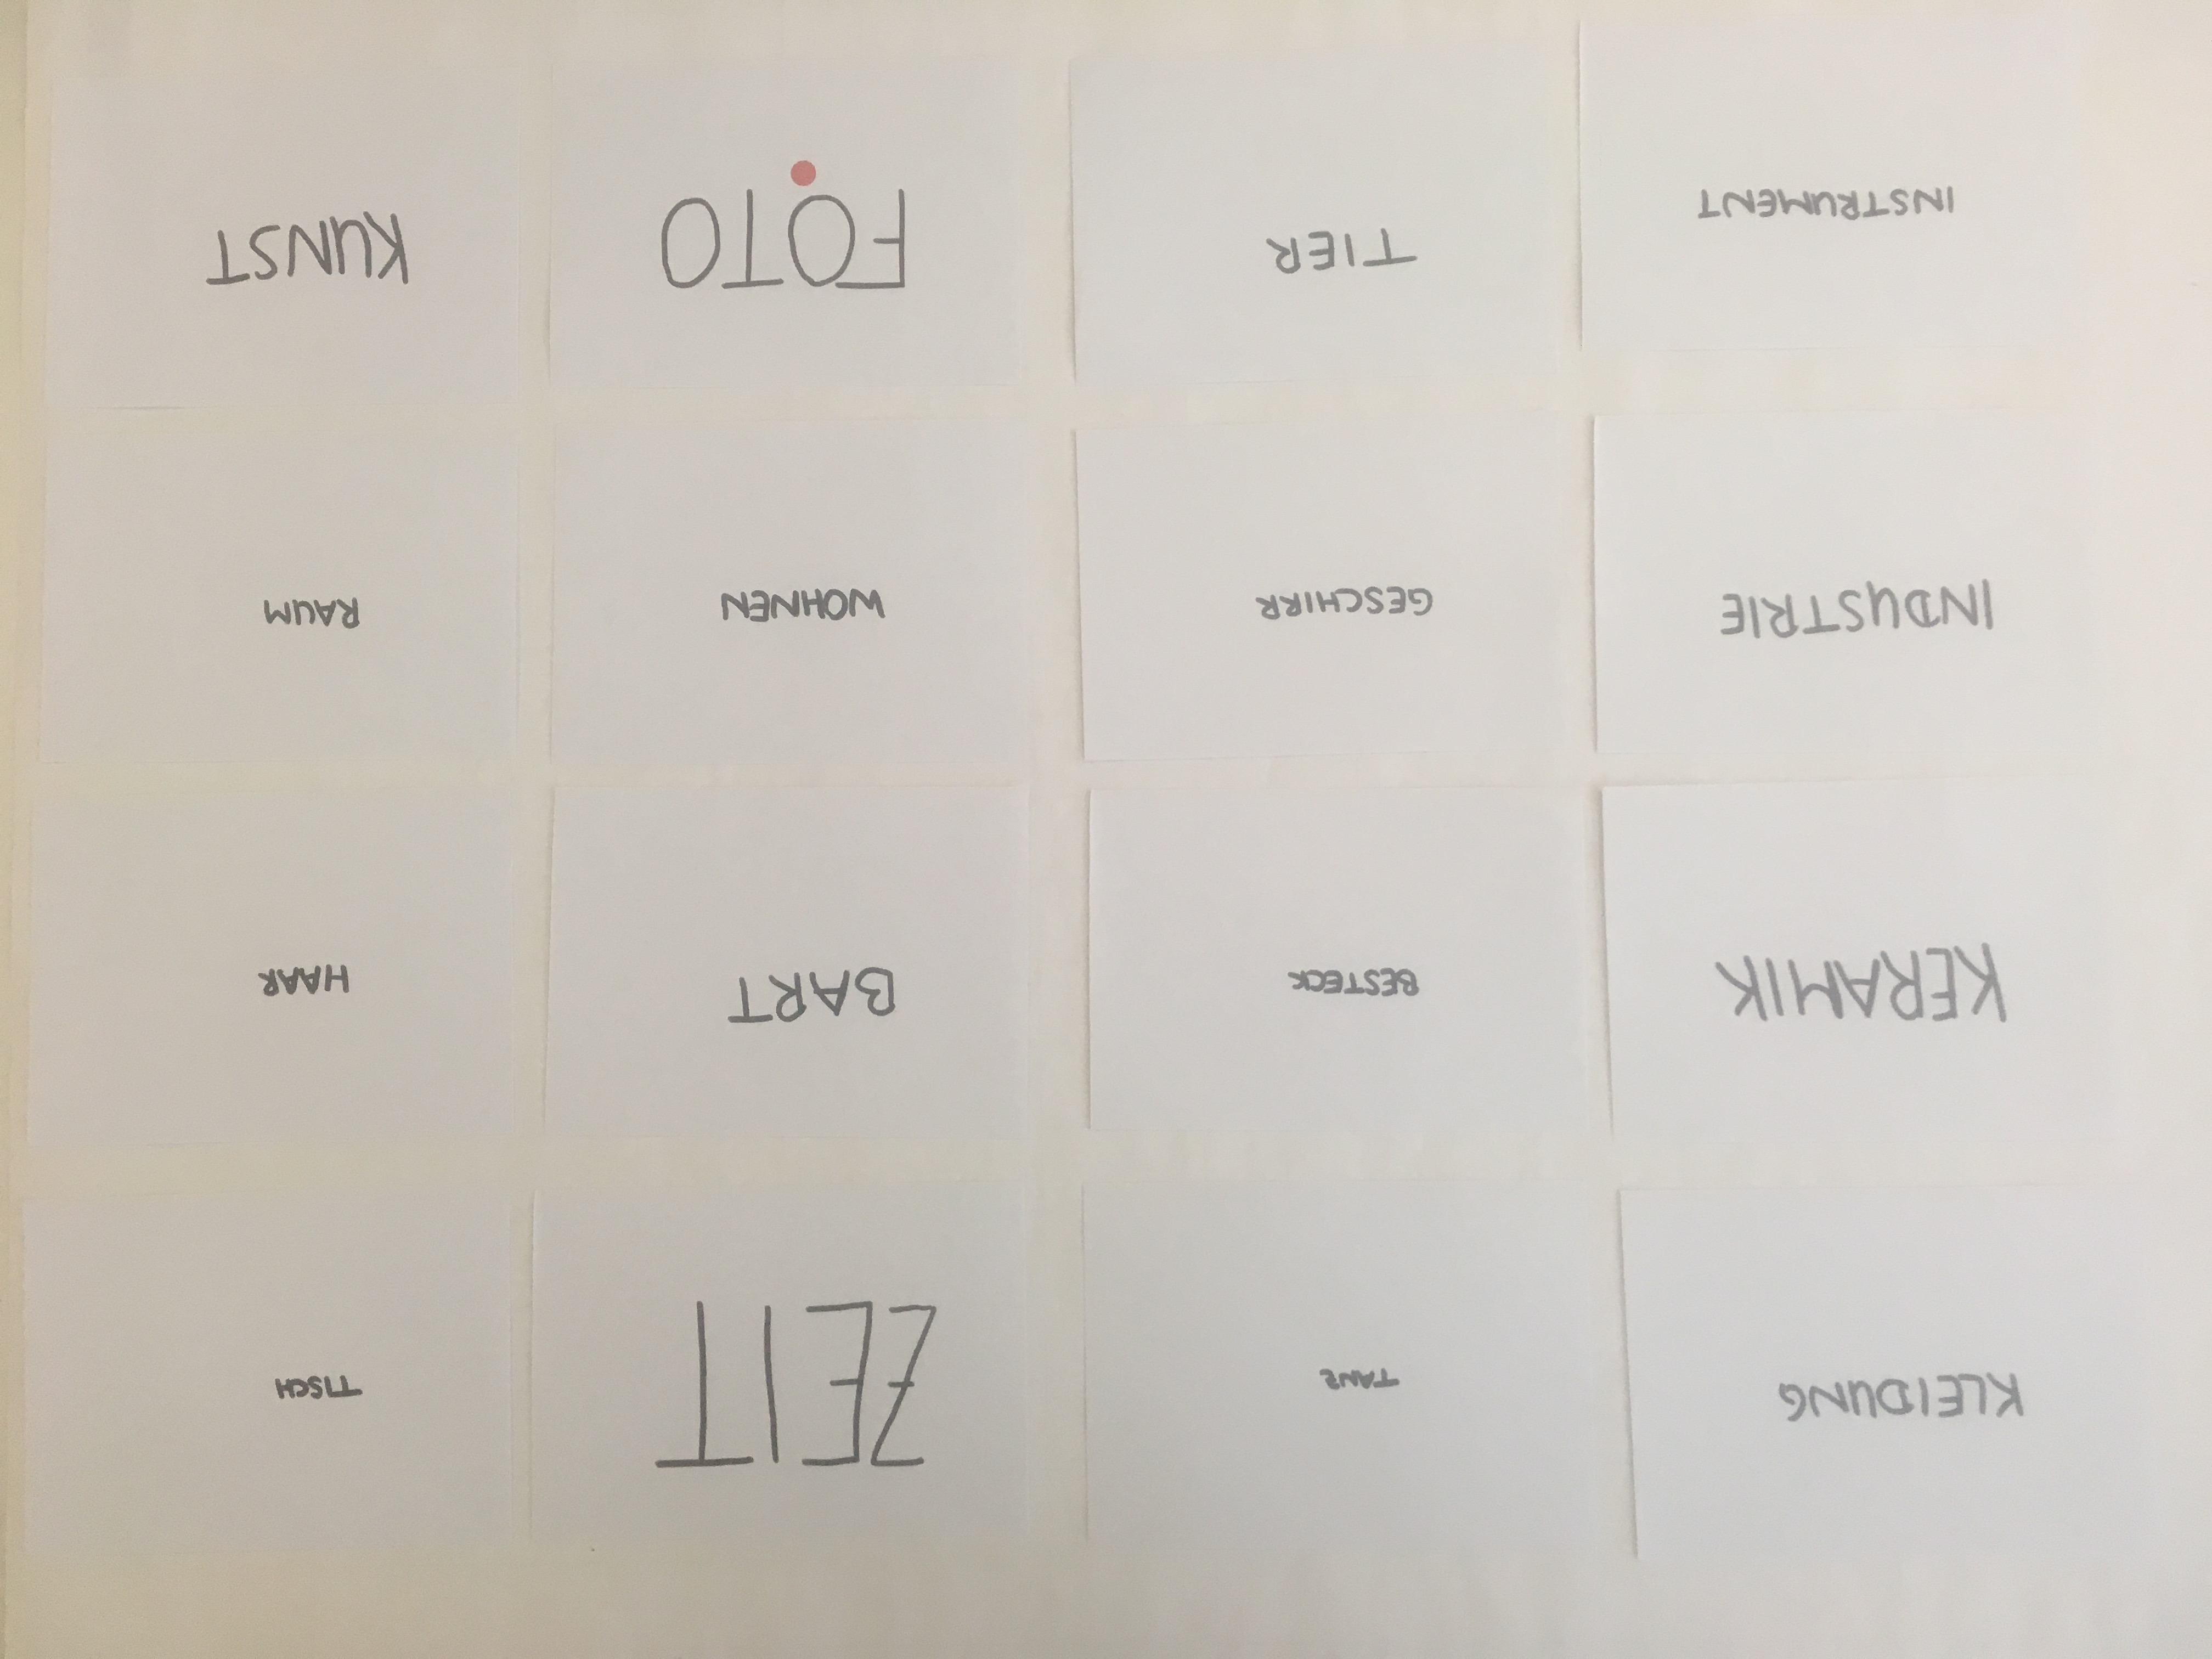 KLEIDUNG
TANZ
ZEIT
TISCH
KERAMIK
BESTECK
BART
HAAR
INDUSTRIE
GESCHIRR
WOHNEN
RAUM
INSTRUMENT
TIER
FOTO
KUNST